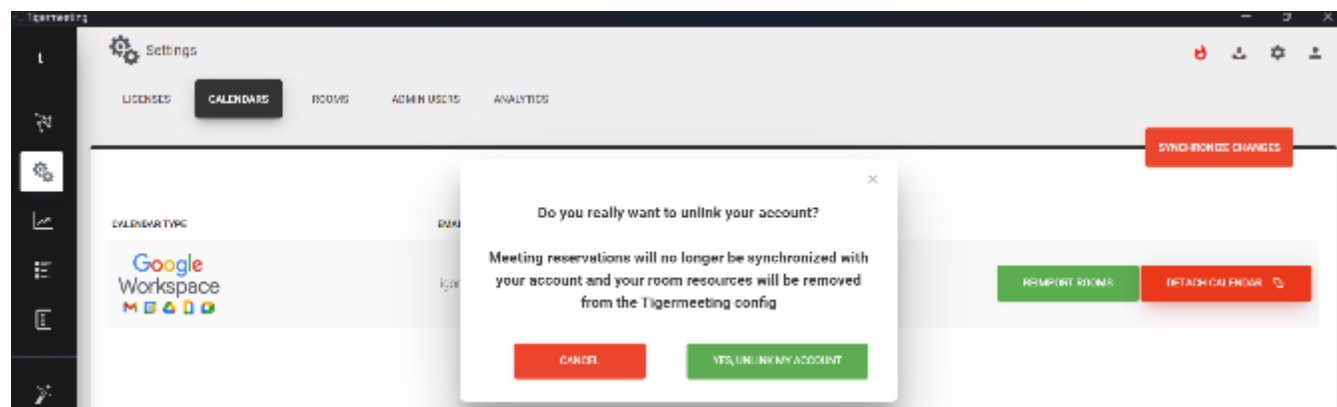 Tigermeeting
t
Settings
LICENSES CALENDARS ROOMS ADMIN USERS ANALYTICS
SYNCHRONIZE CHANGES
Do you really want to unlink your account?
CALENDAR TYPE
Meeting reservations will no longer be synchronized with
your account and your room resources will be removed
from the Tigermeeting config
Google
Workspace
REIMPORT ROOMS DETACH CALENDAR
CANCEL YES, UNLINK MY ACCOUNT